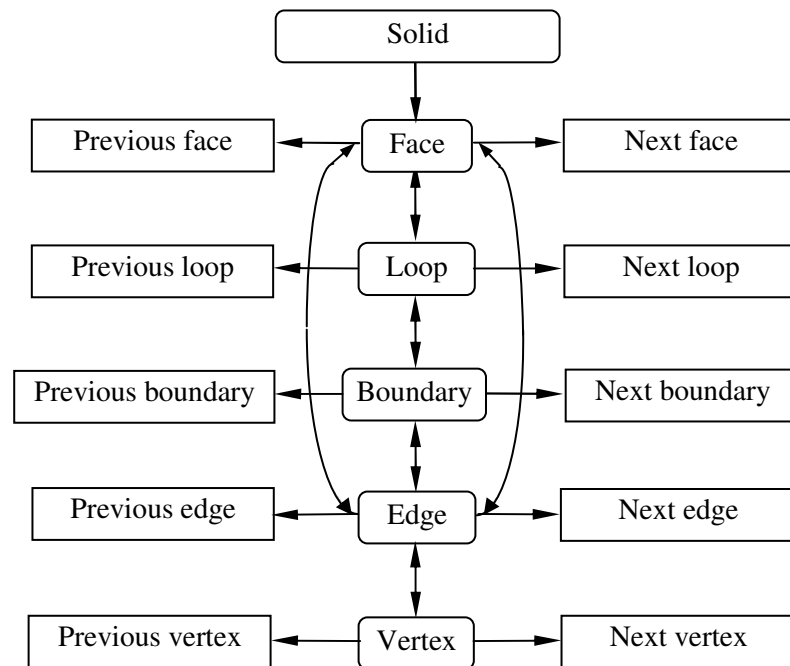 Solid
Previous face
Face
Next face
Previous loop
Loop
Next loop
Previous boundary
Boundary
Next boundary
Previous edge
Edge
Next edge
Previous vertex
Vertex
Next vertex